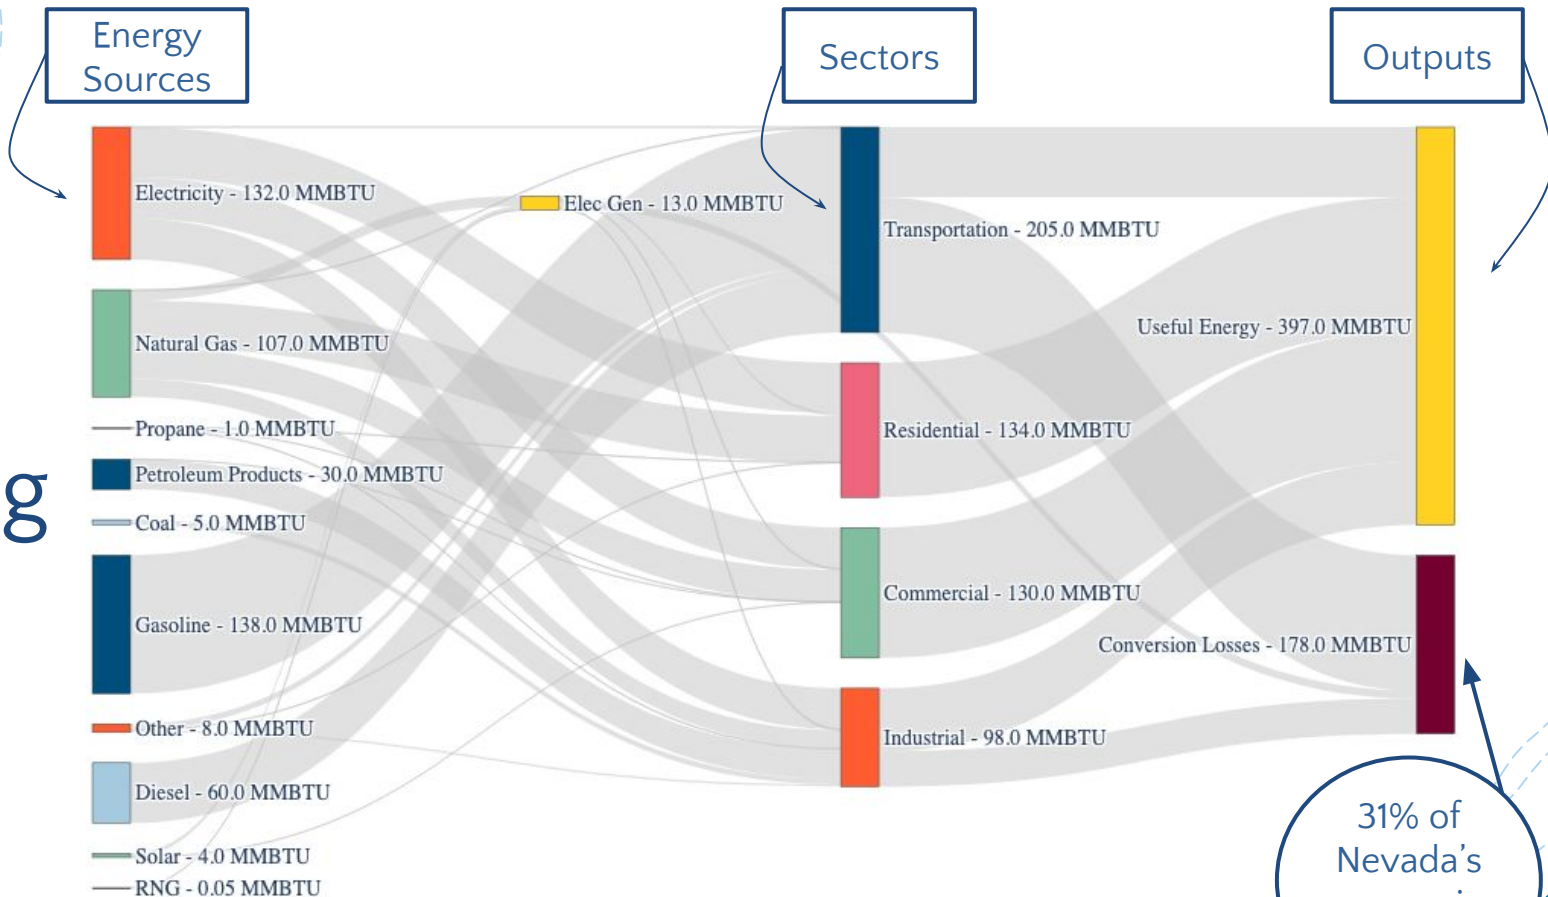 Energy
Sources
Sectors
Outputs
Electricity - 132.0 MMBTU
Elec Gen - 13.0 MMBTU
Transportation - 205.0 MMBTU
Natural Gas - 107.0 MMBTU
Useful Energy - 397.0 MMBTU
Propane - 1.0 MMBTU
Residential - 134.0 MMBTU
Petroleum Products - 30.0 MMBTU
g
Coal - 5.0 MMBTU
Commercial - 130.0 MMBTU
Gasoline - 138.0 MMBTU
Conversion Losses - 178.0 MMBTU
Other - 8.0 MMBTU
Industrial - 98.0 MMBTU
Diesel - 60.0 MMBTU
Solar - 4.0 MMBTU
RNG - 0.05 MMBTU
31% of
Nevada's